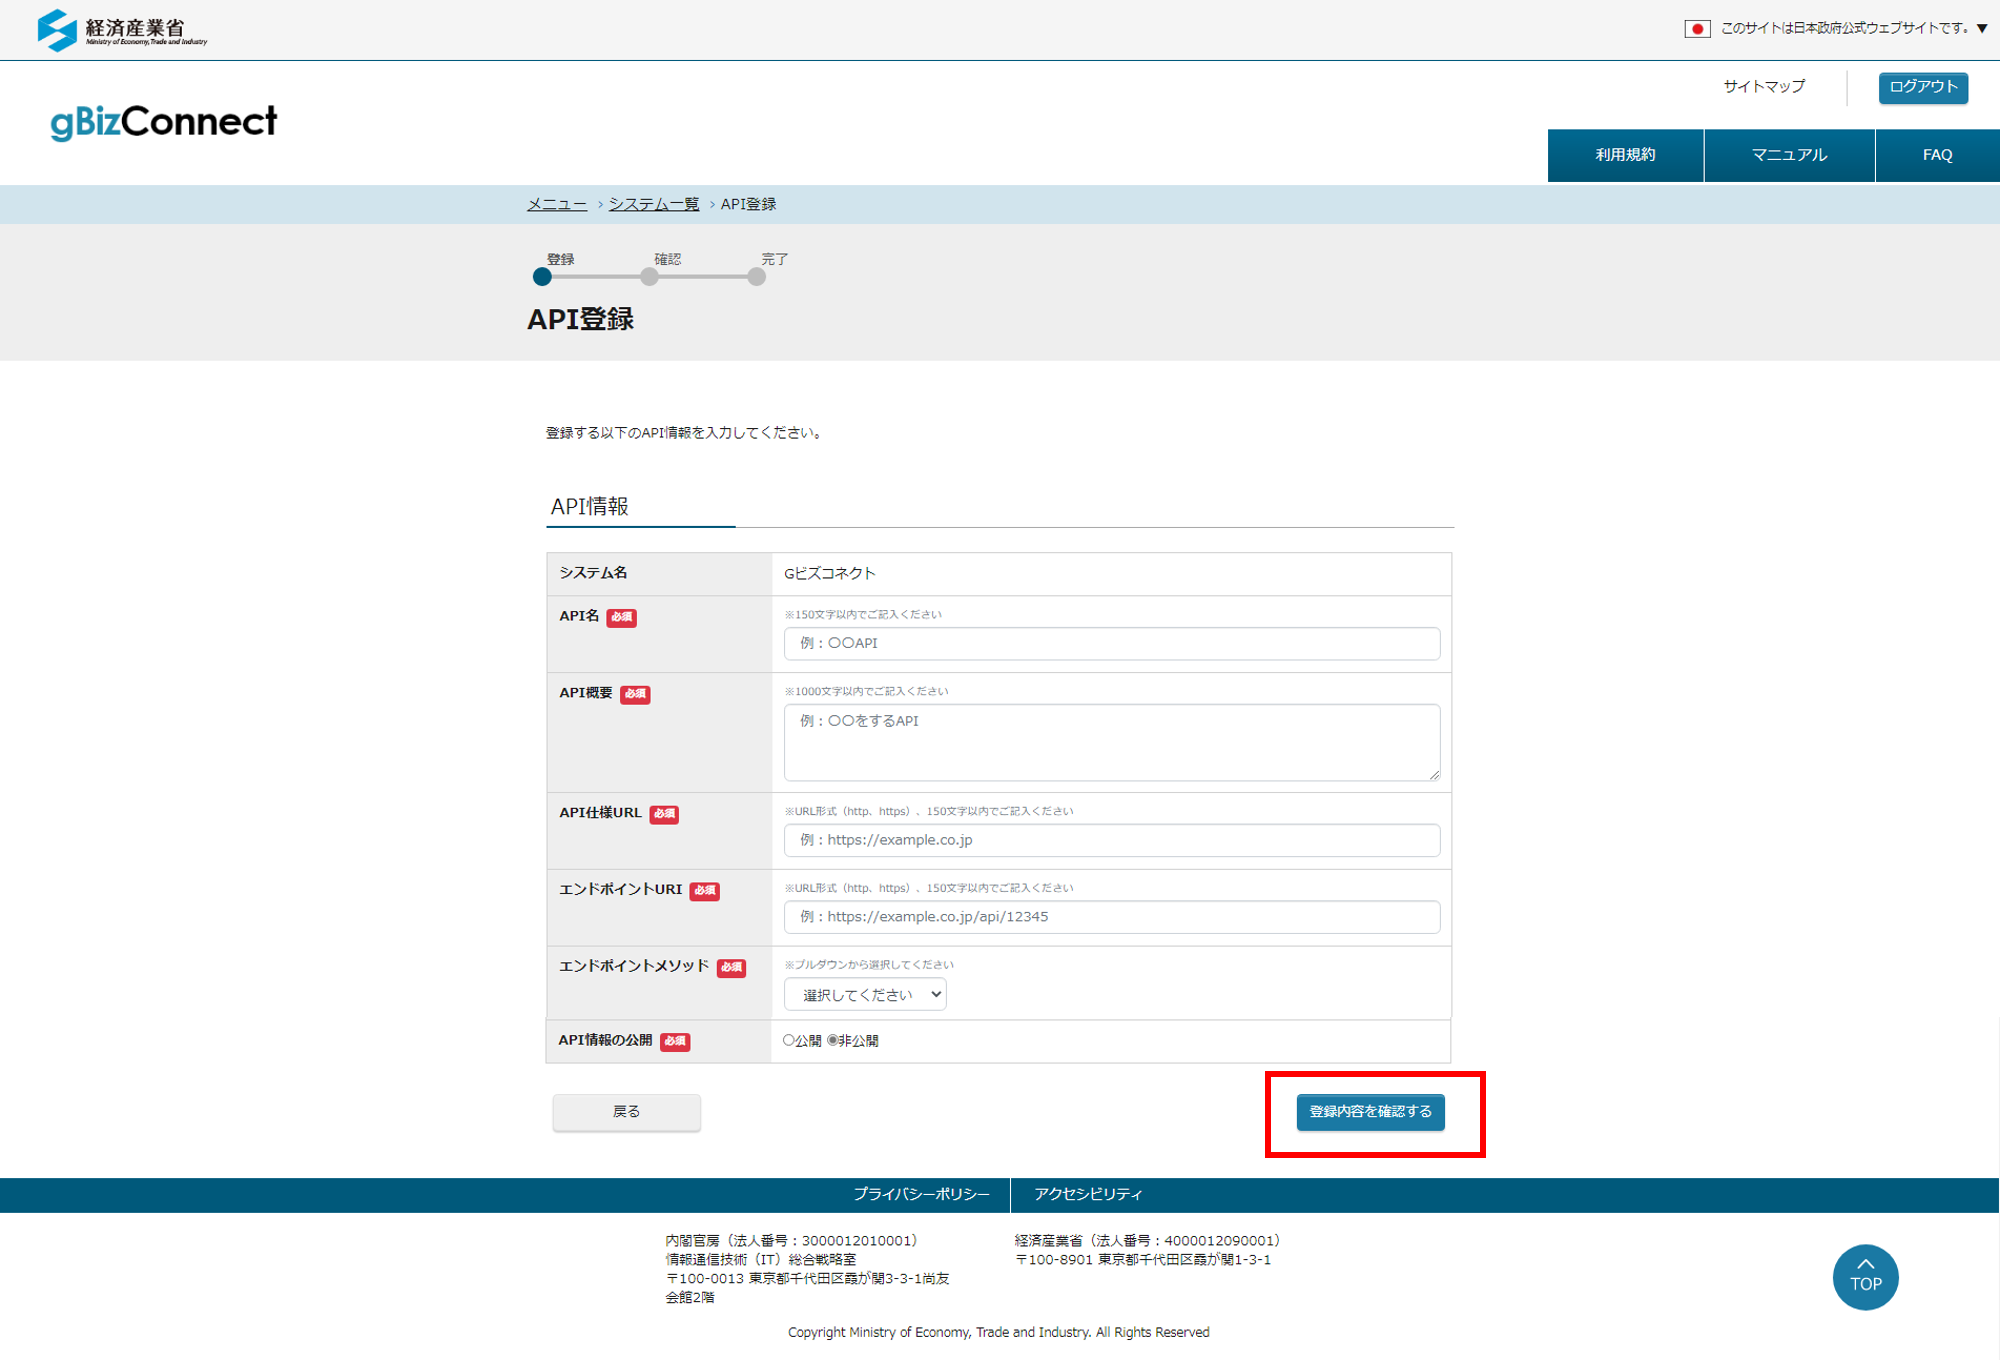 経済産業省
Ministry of Economy, Trade and Industry
このサイトは日本政府公式ウェブサイトです。▼
サイトマップ
ログアウト
gBizConnect
利用規約
マニュアル
FAQ
メニュー › システム一覧 › API登録
登録
確認
完了
API登録
登録する以下のAPI情報を入力してください。
API情報
システム名
Gビズコネクト
API名 必須
※150文字以内でご記入ください
例：〇〇API
API概要 必須
※1000文字以内でご記入ください
例：〇〇をするAPI
API仕様URL 必須
※URL形式（http、https）、150文字以内でご記入ください
例：https://example.co.jp
エンドポイントURI 必須
※URL形式（http、https）、150文字以内でご記入ください
例：https://example.co.jp/api/12345
エンドポイントメソッド 必須
※プルダウンから選択してください
選択してください
API情報の公開 必須
公開 非公開
戻る
登録内容を確認する
プライバシーポリシー
アクセシビリティ
内閣官房（法人番号：3000012010001）
情報通信技術（IT）総合戦略室
〒100-0013 東京都千代田区霞が関3-3-1尚友
会館2階
経済産業省（法人番号：4000012090001）
〒100-8901 東京都千代田区霞が関1-3-1
TOP
Copyright Ministry of Economy, Trade and Industry. All Rights Reserved